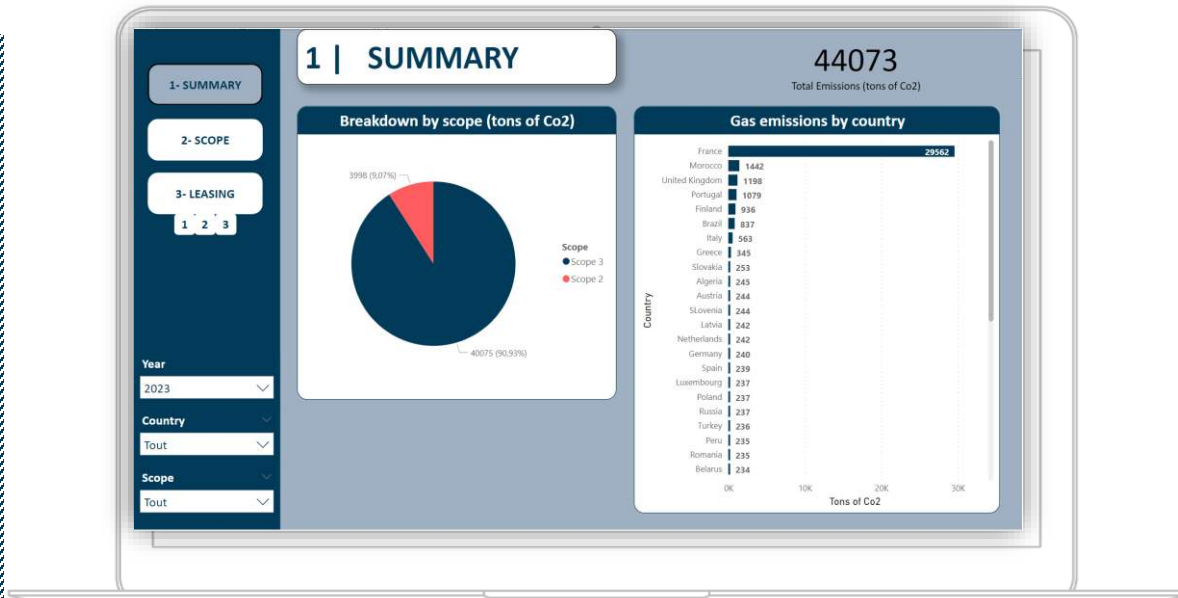 1 | SUMMARY
44073
Total Emissions (tons of Co2)
1- SUMMARY
2- SCOPE
3- LEASING
1 2 3
Year
2023
Country
Tout
Scope
Tout
Breakdown by scope (tons of Co2)
3998 (9,07%)
40075 (90,93%)
Scope
Scope 3
Scope 2
Gas emissions by country
Country
France 29562
Morocco 1442
United Kingdom 1198
Portugal 1079
Finland 936
Brazil 837
Italy 563
Greece 345
Slovakia 253
Algeria 245
Austria 244
SLovenia 244
Latvia 242
Netherlands 242
Germany 240
Spain 239
Luxembourg 237
Poland 237
Russia 237
Turkey 236
Peru 235
Romania 235
Belarus 234
0K 10K 20K 30K
Tons of Co2